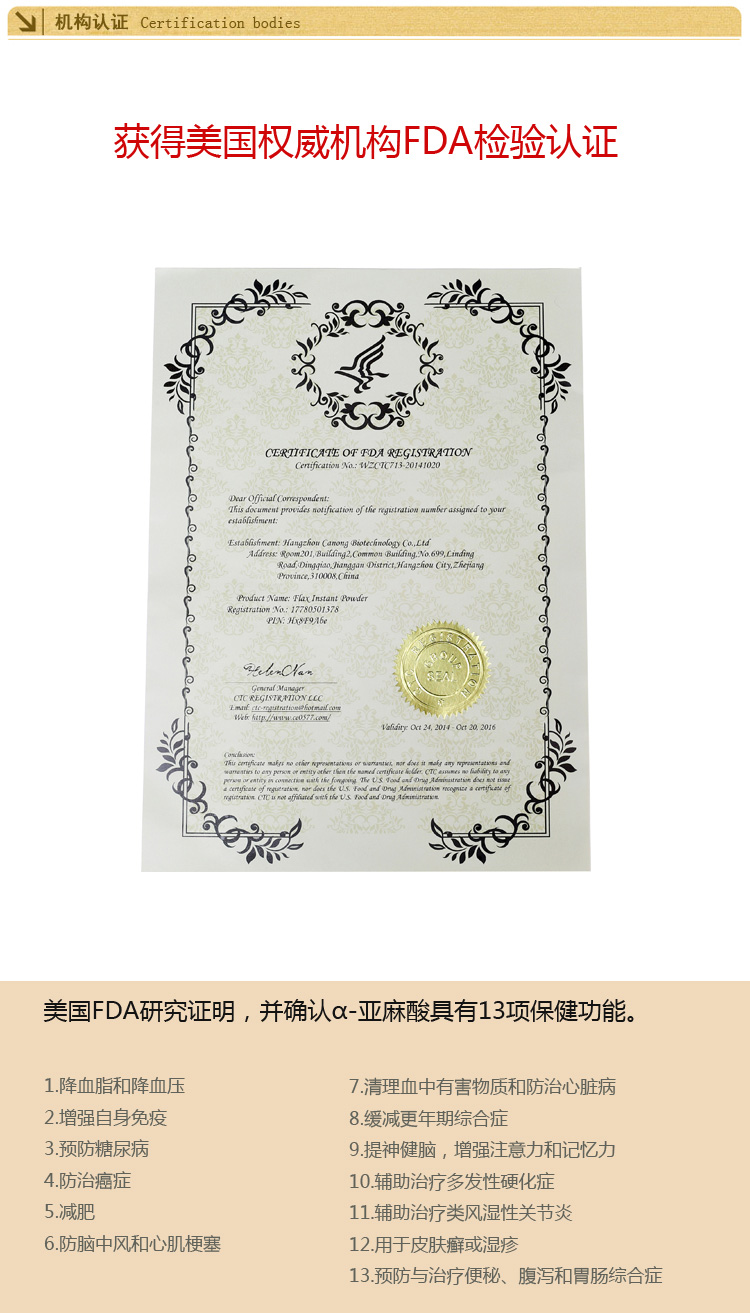 机构认证 Certification bodies
获得美国权威机构FDA检验认证
CERTIFICATE OF FDA REGISTRATION
Certification No.: WZCTC713-20141020
Dear Official Correspondent:
This document provides notification of the registration number assigned to your
establishment:
Establishment: Hangzhou Canong Biotechnology Co.,Ltd
Address: Room201,Building2,Common Building,No.699,Linding
Road,Dingqiao,Jianggan District,Hangzhou City,Zhejiang
Province,310008,China
Product Name: Flax Instant Powder
Registration No.: 17780501378
PIN: Hx8F9Abe
General Manager
CTC REGISTRATION LLC
Email: ctc-registration@hotmail.com
Web: http://www.ce0577.com/
Validity: Oct 24, 2014 - Oct 20, 2016
Conclusion:
This certificate makes no other representations or warranties, nor does it make any representations and
warranties to any person or entity other then the named certificate holder, CTC assumes no liability to any
person or entity in connection with the forgoing. The U.S. Food and Drug Administration does not issue
a certificate of registration, nor does the U.S. Food and Drug Administration recognize a certificate of
registration. CTC is not affiliated with the U.S. Food and Drug Administration.
美国FDA研究证明，并确认α-亚麻酸具有13项保健功能。
1.降血脂和降血压
2.增强自身免疫
3.预防糖尿病
4.防治癌症
5.减肥
6.防脑中风和心肌梗塞
7.清理血中有害物质和防治心脏病
8.缓减更年期综合症
9.提神健脑，增强注意力和记忆力
10.辅助治疗多发性硬化症
11.辅助治疗类风湿性关节炎
12.用于皮肤癣或湿疹
13.预防与治疗便秘、腹泻和胃肠综合症